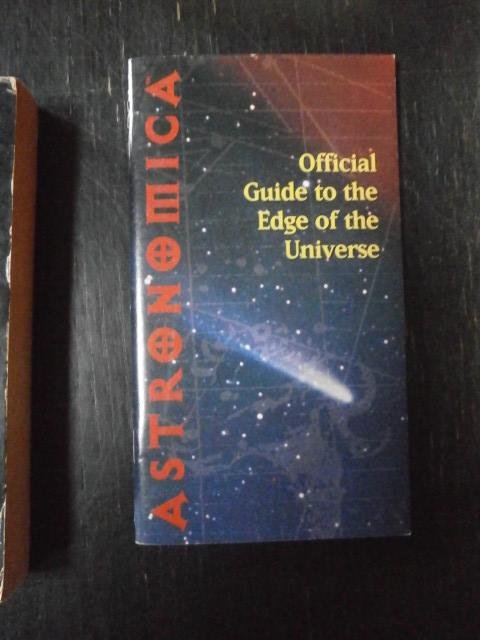 ASTRONOMICA
Official
Guide to the
Edge of the
Universe